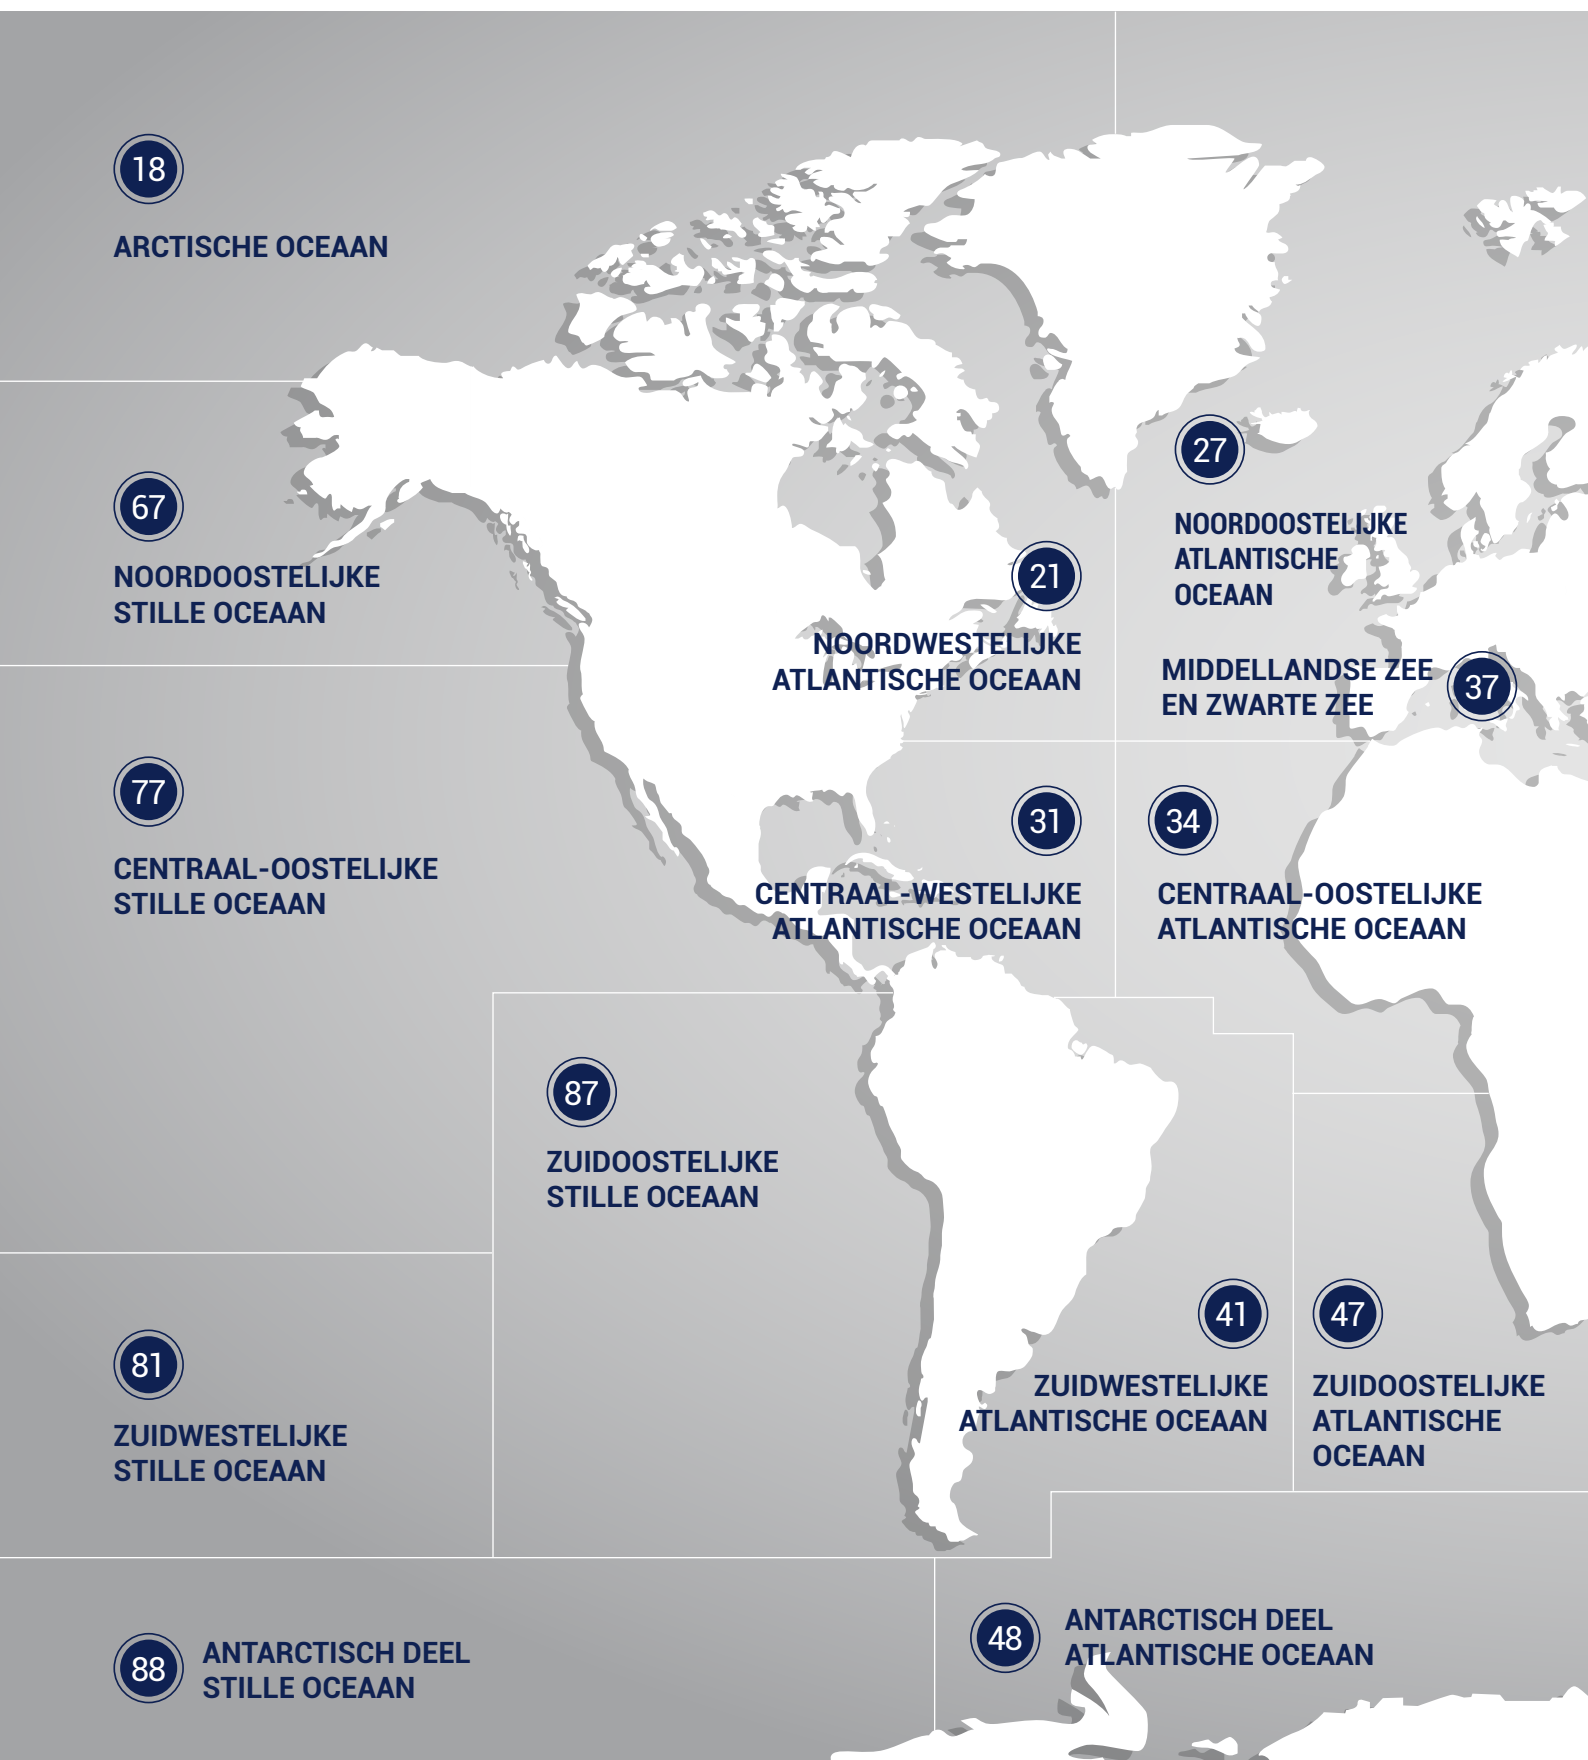 18
ARCTISCHE OCEAAN
67
NOORDOOSTELIJKE
STILLE OCEAAN
27
NOORDOOSTELIJKE
ATLANTISCHE
OCEAAN
21
NOORDWESTELIJKE
ATLANTISCHE OCEAAN
MIDDELLANDSE ZEE
EN ZWARTE ZEE
37
77
CENTRAAL-OOSTELIJKE
STILLE OCEAAN
31
CENTRAAL-WESTELIJKE
ATLANTISCHE OCEAAN
34
CENTRAAL-OOSTELIJKE
ATLANTISCHE OCEAAN
87
ZUIDOOSTELIJKE
STILLE OCEAAN
81
ZUIDWESTELIJKE
STILLE OCEAAN
41
ZUIDWESTELIJKE
ATLANTISCHE OCEAAN
47
ZUIDOOSTELIJKE
ATLANTISCHE
OCEAAN
88
ANTARCTISCH DEEL
STILLE OCEAAN
48
ANTARCTISCH DEEL
ATLANTISCHE OCEAAN